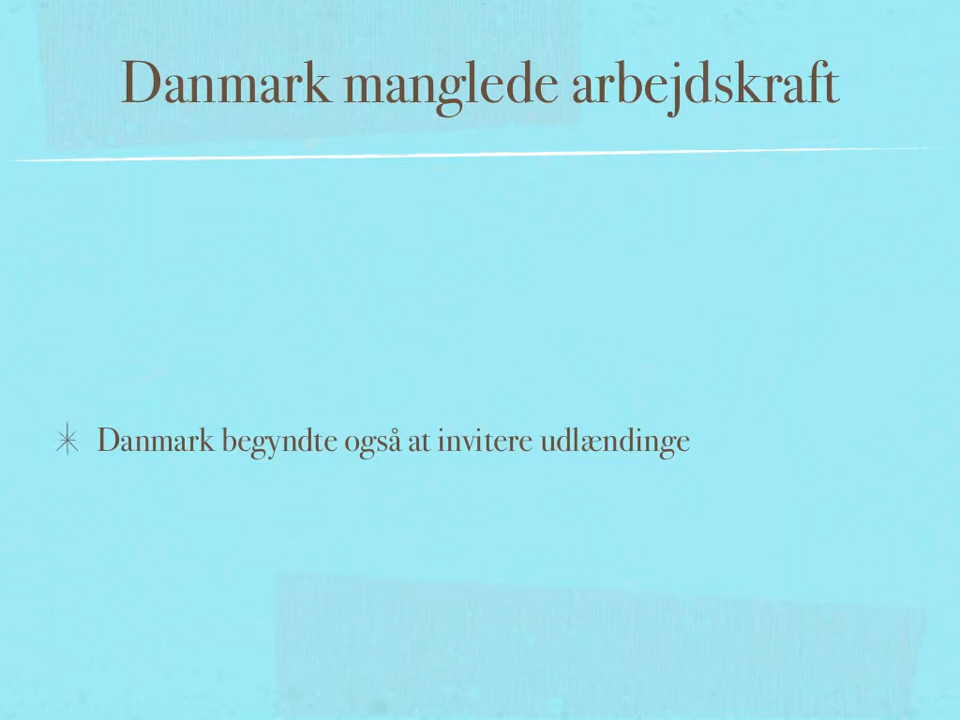 Danmark manglede arbejdskraft
Danmark begyndte også at invitere udlændinge